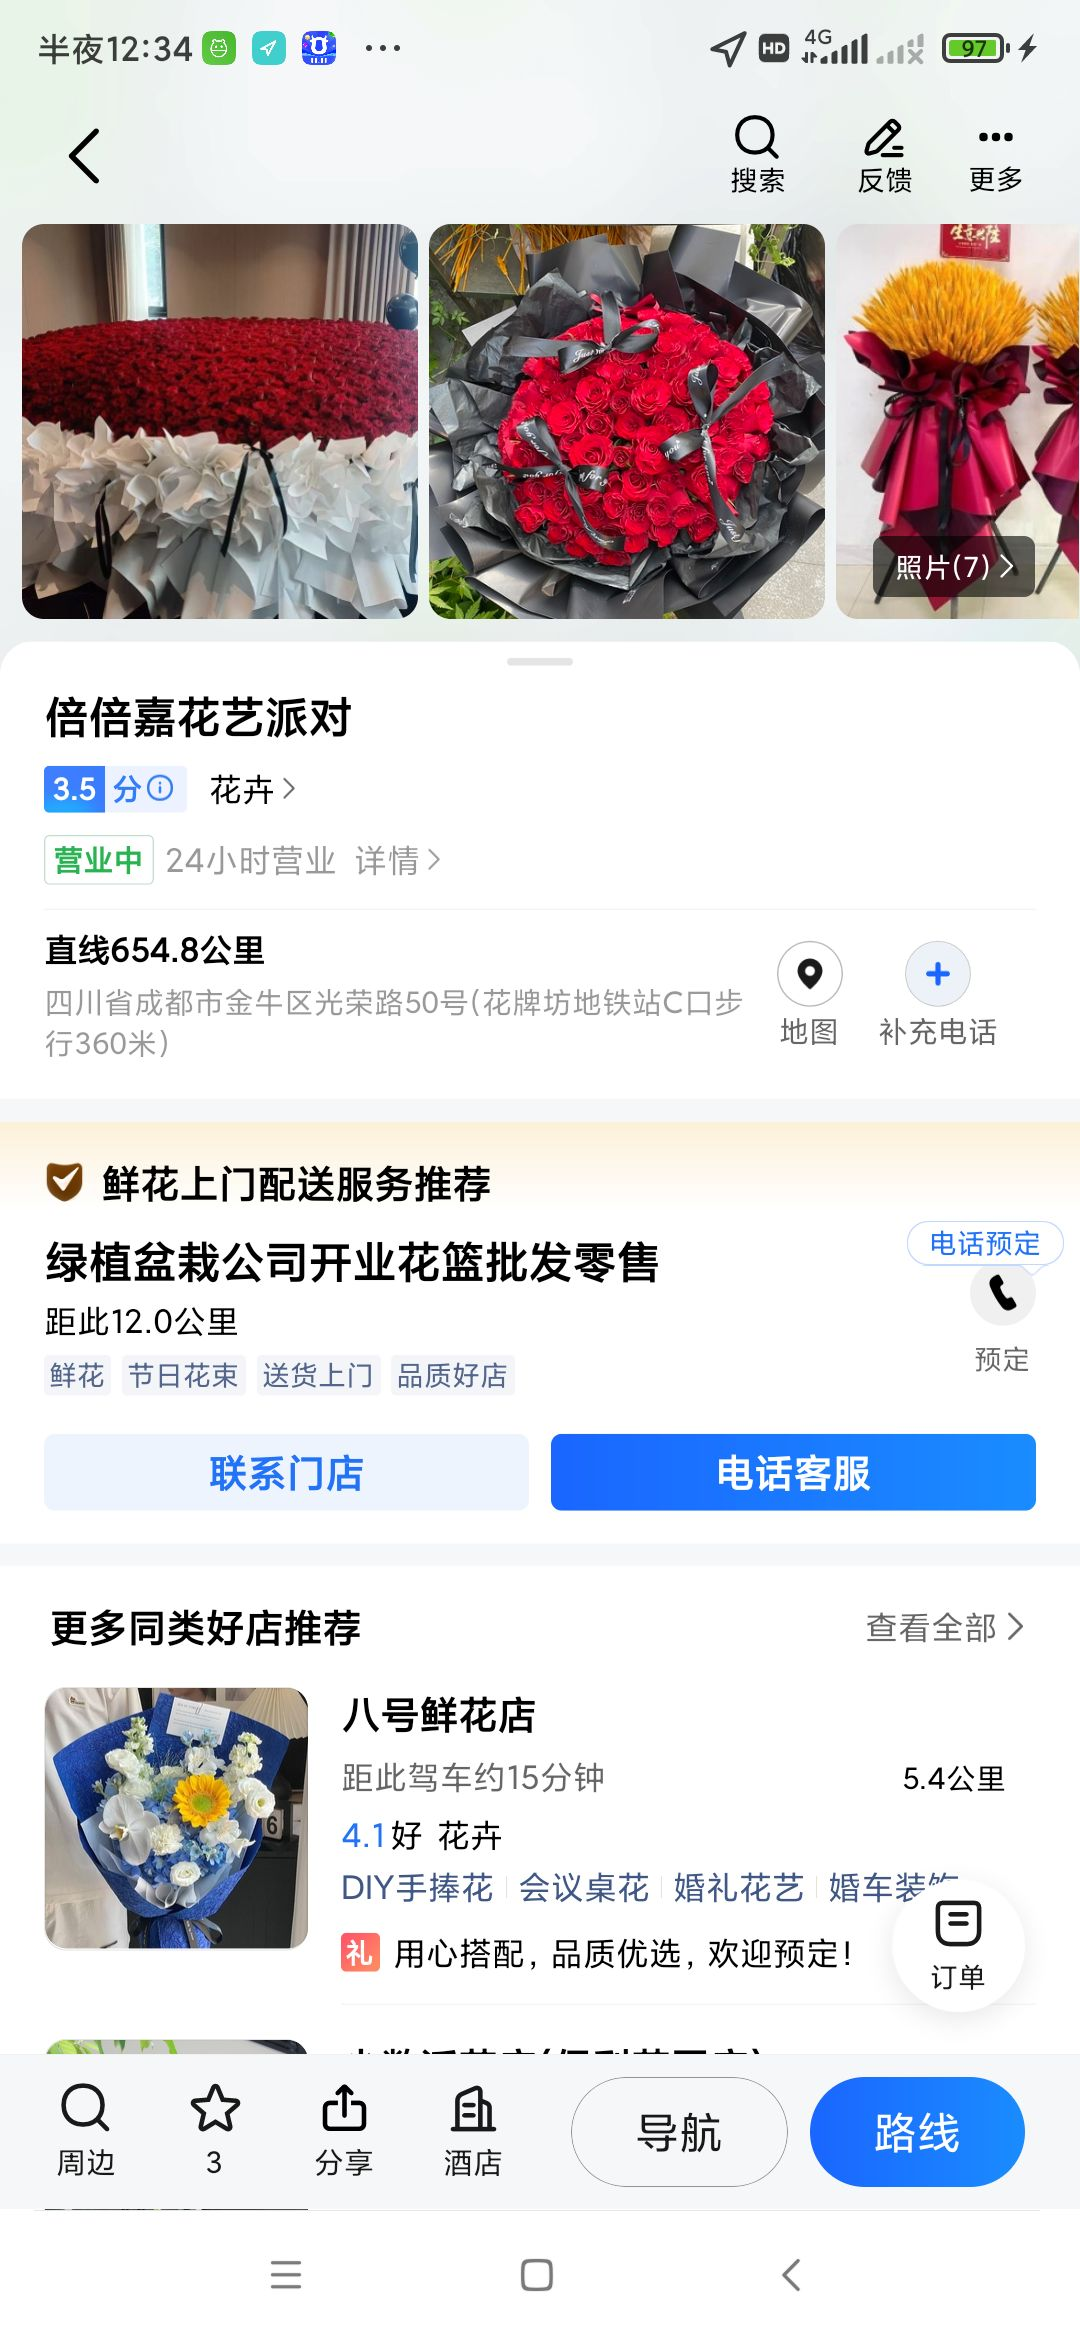 半夜12:34
HD 4G 97
搜索 反馈 更多
生意兴隆
照片(7)
倍倍嘉花艺派对
3.5分 花卉
营业中 24小时营业 详情
直线654.8公里
四川省成都市金牛区光荣路50号(花牌坊地铁站C口步
行360米)
地图 补充电话
鲜花上门配送服务推荐
绿植盆栽公司开业花篮批发零售
电话预定
距此12.0公里
预定
鲜花 节日花束 送货上门 品质好店
联系门店 电话客服
更多同类好店推荐 查看全部
八号鲜花店
距此驾车约15分钟 5.4公里
4.1好 花卉
DIY手捧花 会议桌花 婚礼花艺 婚车装饰
礼 用心搭配，品质优选，欢迎预定！
订单
周边 3 分享 酒店 导航 路线